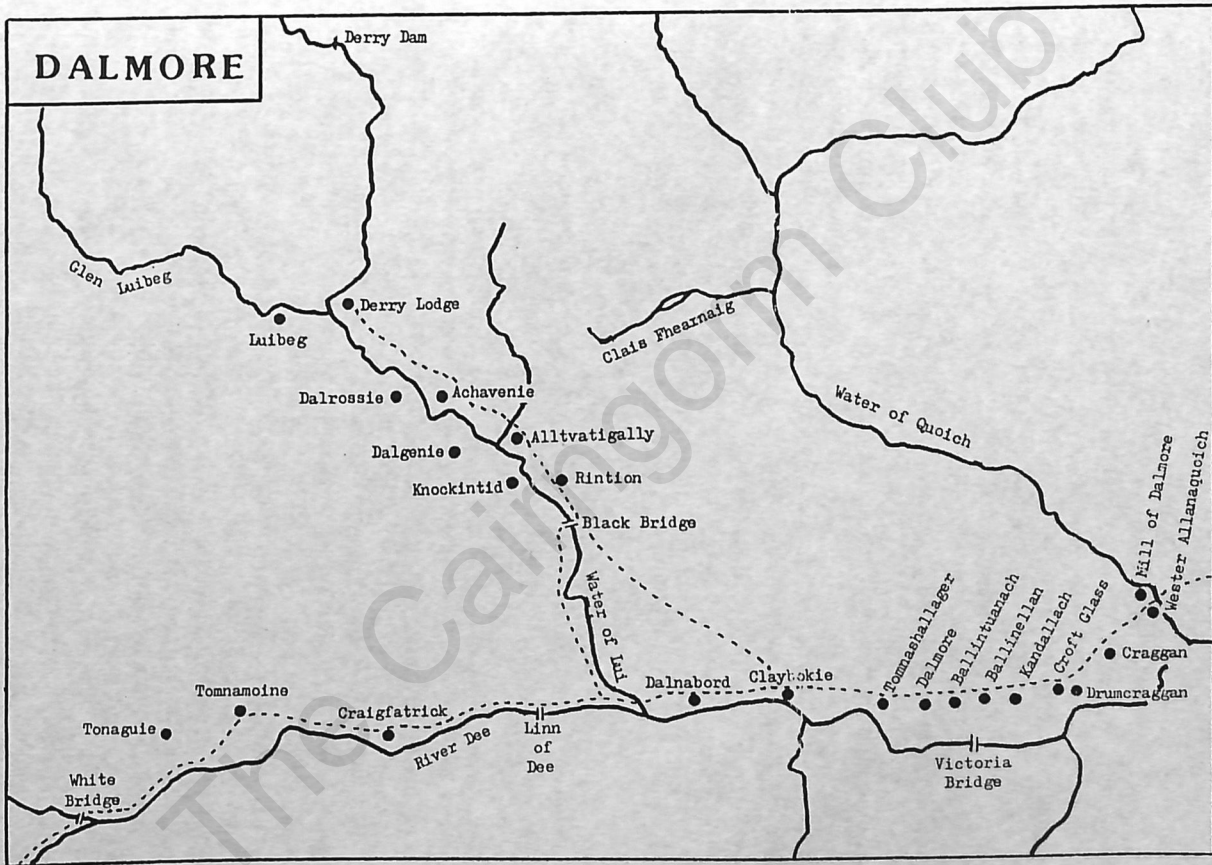 DALMORE
Derry Dam
Glen Luibeg
Derry Lodge
Luibeg
Clais Fhearnaig
Dalrossie
Achavenie
Water of Quoich
Alltvatigally
Dalgenie
Knockintid
Rintion
Black Bridge
Mill of Dalmore
Wester Allanaquoich
Water of Lui
Tomnashallager
Dalmore
Ballintuanach
Ballinellan
Kandallach
Croft Glass
Craggan
Drumcraggan
Dalnabord
Claybokie
Tomnamoine
Craigfatrick
Tonaguie
River Dee
Linn
of
Dee
White
Bridge
Victoria
Bridge
The Cairngorm Club